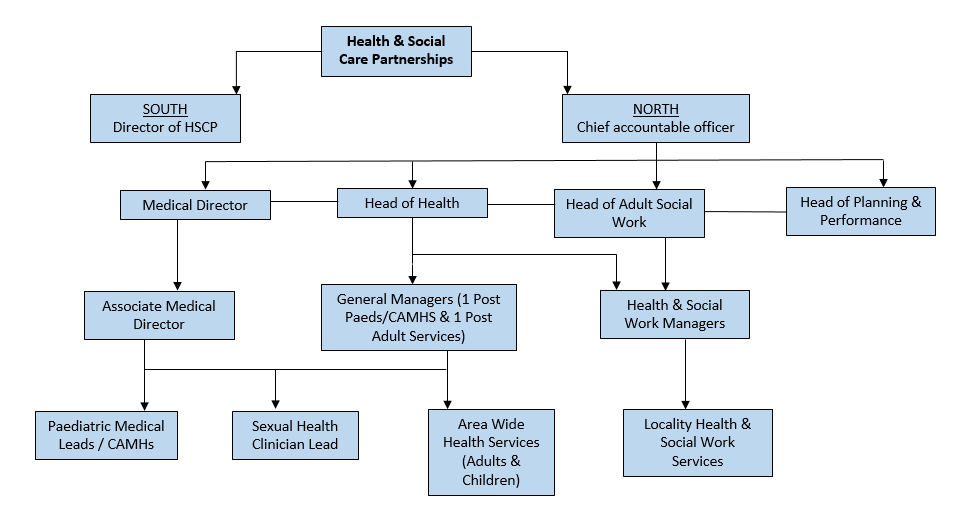 Health & Social
Care Partnerships
SOUTH
Director of HSCP
NORTH
Chief accountable officer
Medical Director
Head of Health
Head of Adult Social
Work
Head of Planning &
Performance
Associate Medical
Director
General Managers (1 Post
Paeds/CAMHS & 1 Post
Adult Services)
Health & Social
Work Managers
Paediatric Medical
Leads / CAMHs
Sexual Health
Clinician Lead
Area Wide
Health Services
(Adults &
Children)
Locality Health &
Social Work
Services